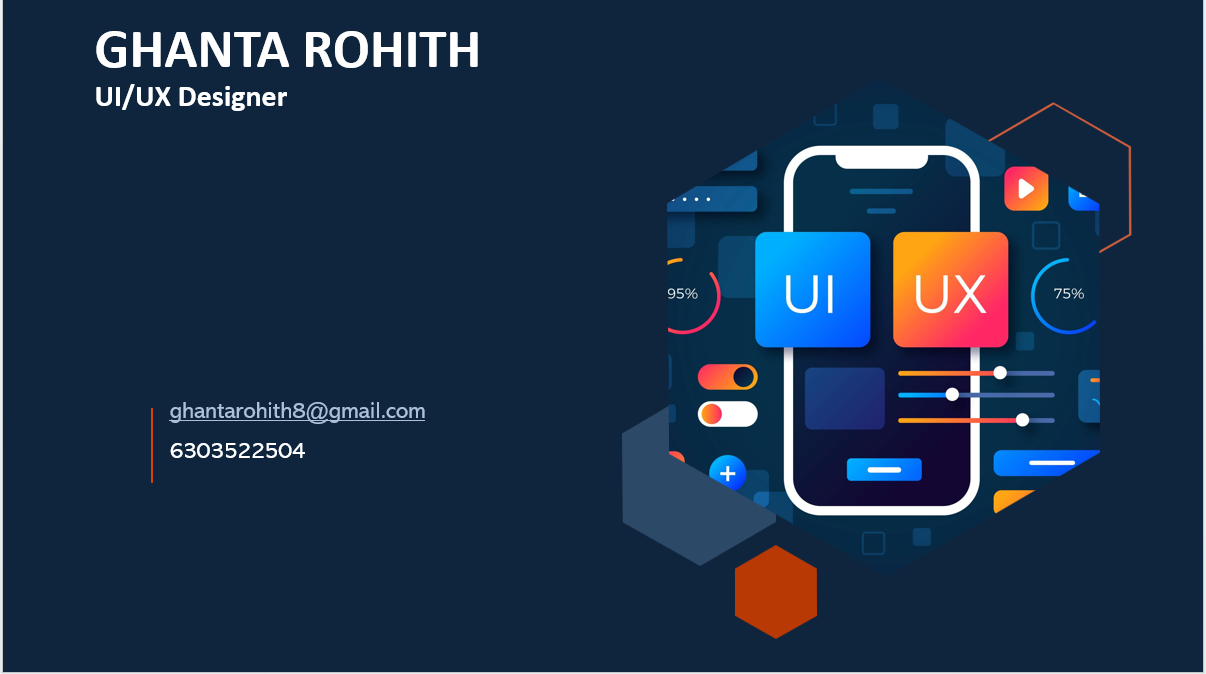 GHANTA ROHITH
UI/UX Designer
95%
UI
UX
75%
ghantarohith8@gmail.com
6303522504